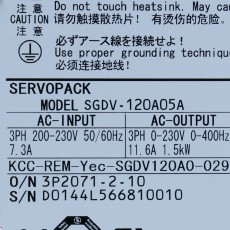 注 意 Do not touch heatsink. May
CAUTION 请勿触摸散热片！有烫伤的危险。
注 意 必ずアース線を接続せよ！
CAUTION Use proper grounding technique
必须连接地线！
SERVOPACK
MODEL SGDV-120A05A
AC-INPUT AC-OUTPUT
3PH 200-230V 50/60Hz 3PH 0-230V 0-400Hz
7.3A 11.6A 1.5kW
KCC-REM-Yec-SGDV120A0-029
O/N 3P2071-2-10
S/N D0144L566810010